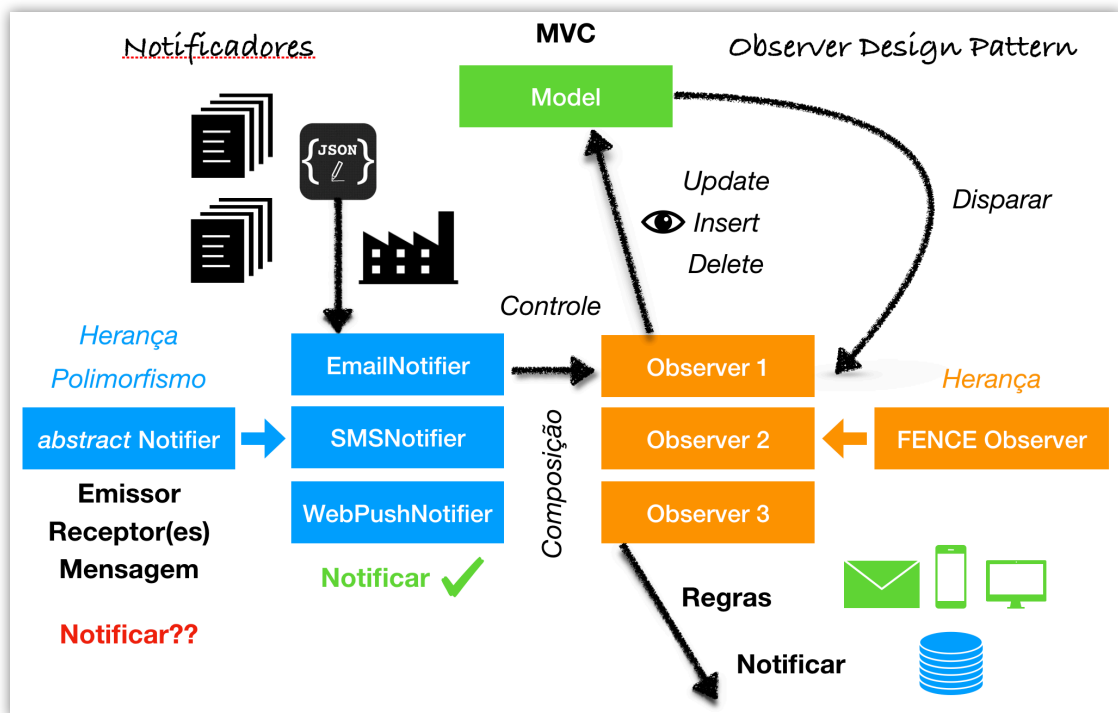 Notificadores
MVC
Observer Design Pattern
Model
{JSON}
Update
Insert
Delete
Disparar
Controle
Herança
Polimorfismo
abstract Notifier
Emissor
Receptor(es)
Mensagem
Notificar??
EmailNotifier
SMSNotifier
WebPushNotifier
Notificar
Composição
Observer 1
Observer 2
Observer 3
Herança
FENCE Observer
Regras
Notificar